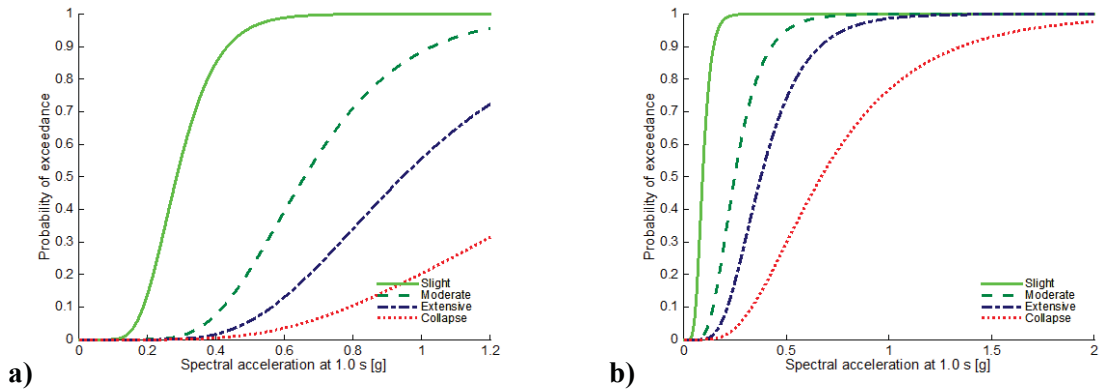 1
0.9
0.8
0.7
0.6
0.5
0.4
0.3
0.2
0.1
0
Probability of exceedance
Slight
Moderate
Extensive
Collapse
0 0.2 0.4 0.6 0.8 1 1.2
Spectral acceleration at 1.0 s [g]
a)
1
0.9
0.8
0.7
0.6
0.5
0.4
0.3
0.2
0.1
0
Probability of exceedance
Slight
Moderate
Extensive
Collapse
0 0.5 1 1.5 2
Spectral acceleration at 1.0 s [g]
b)